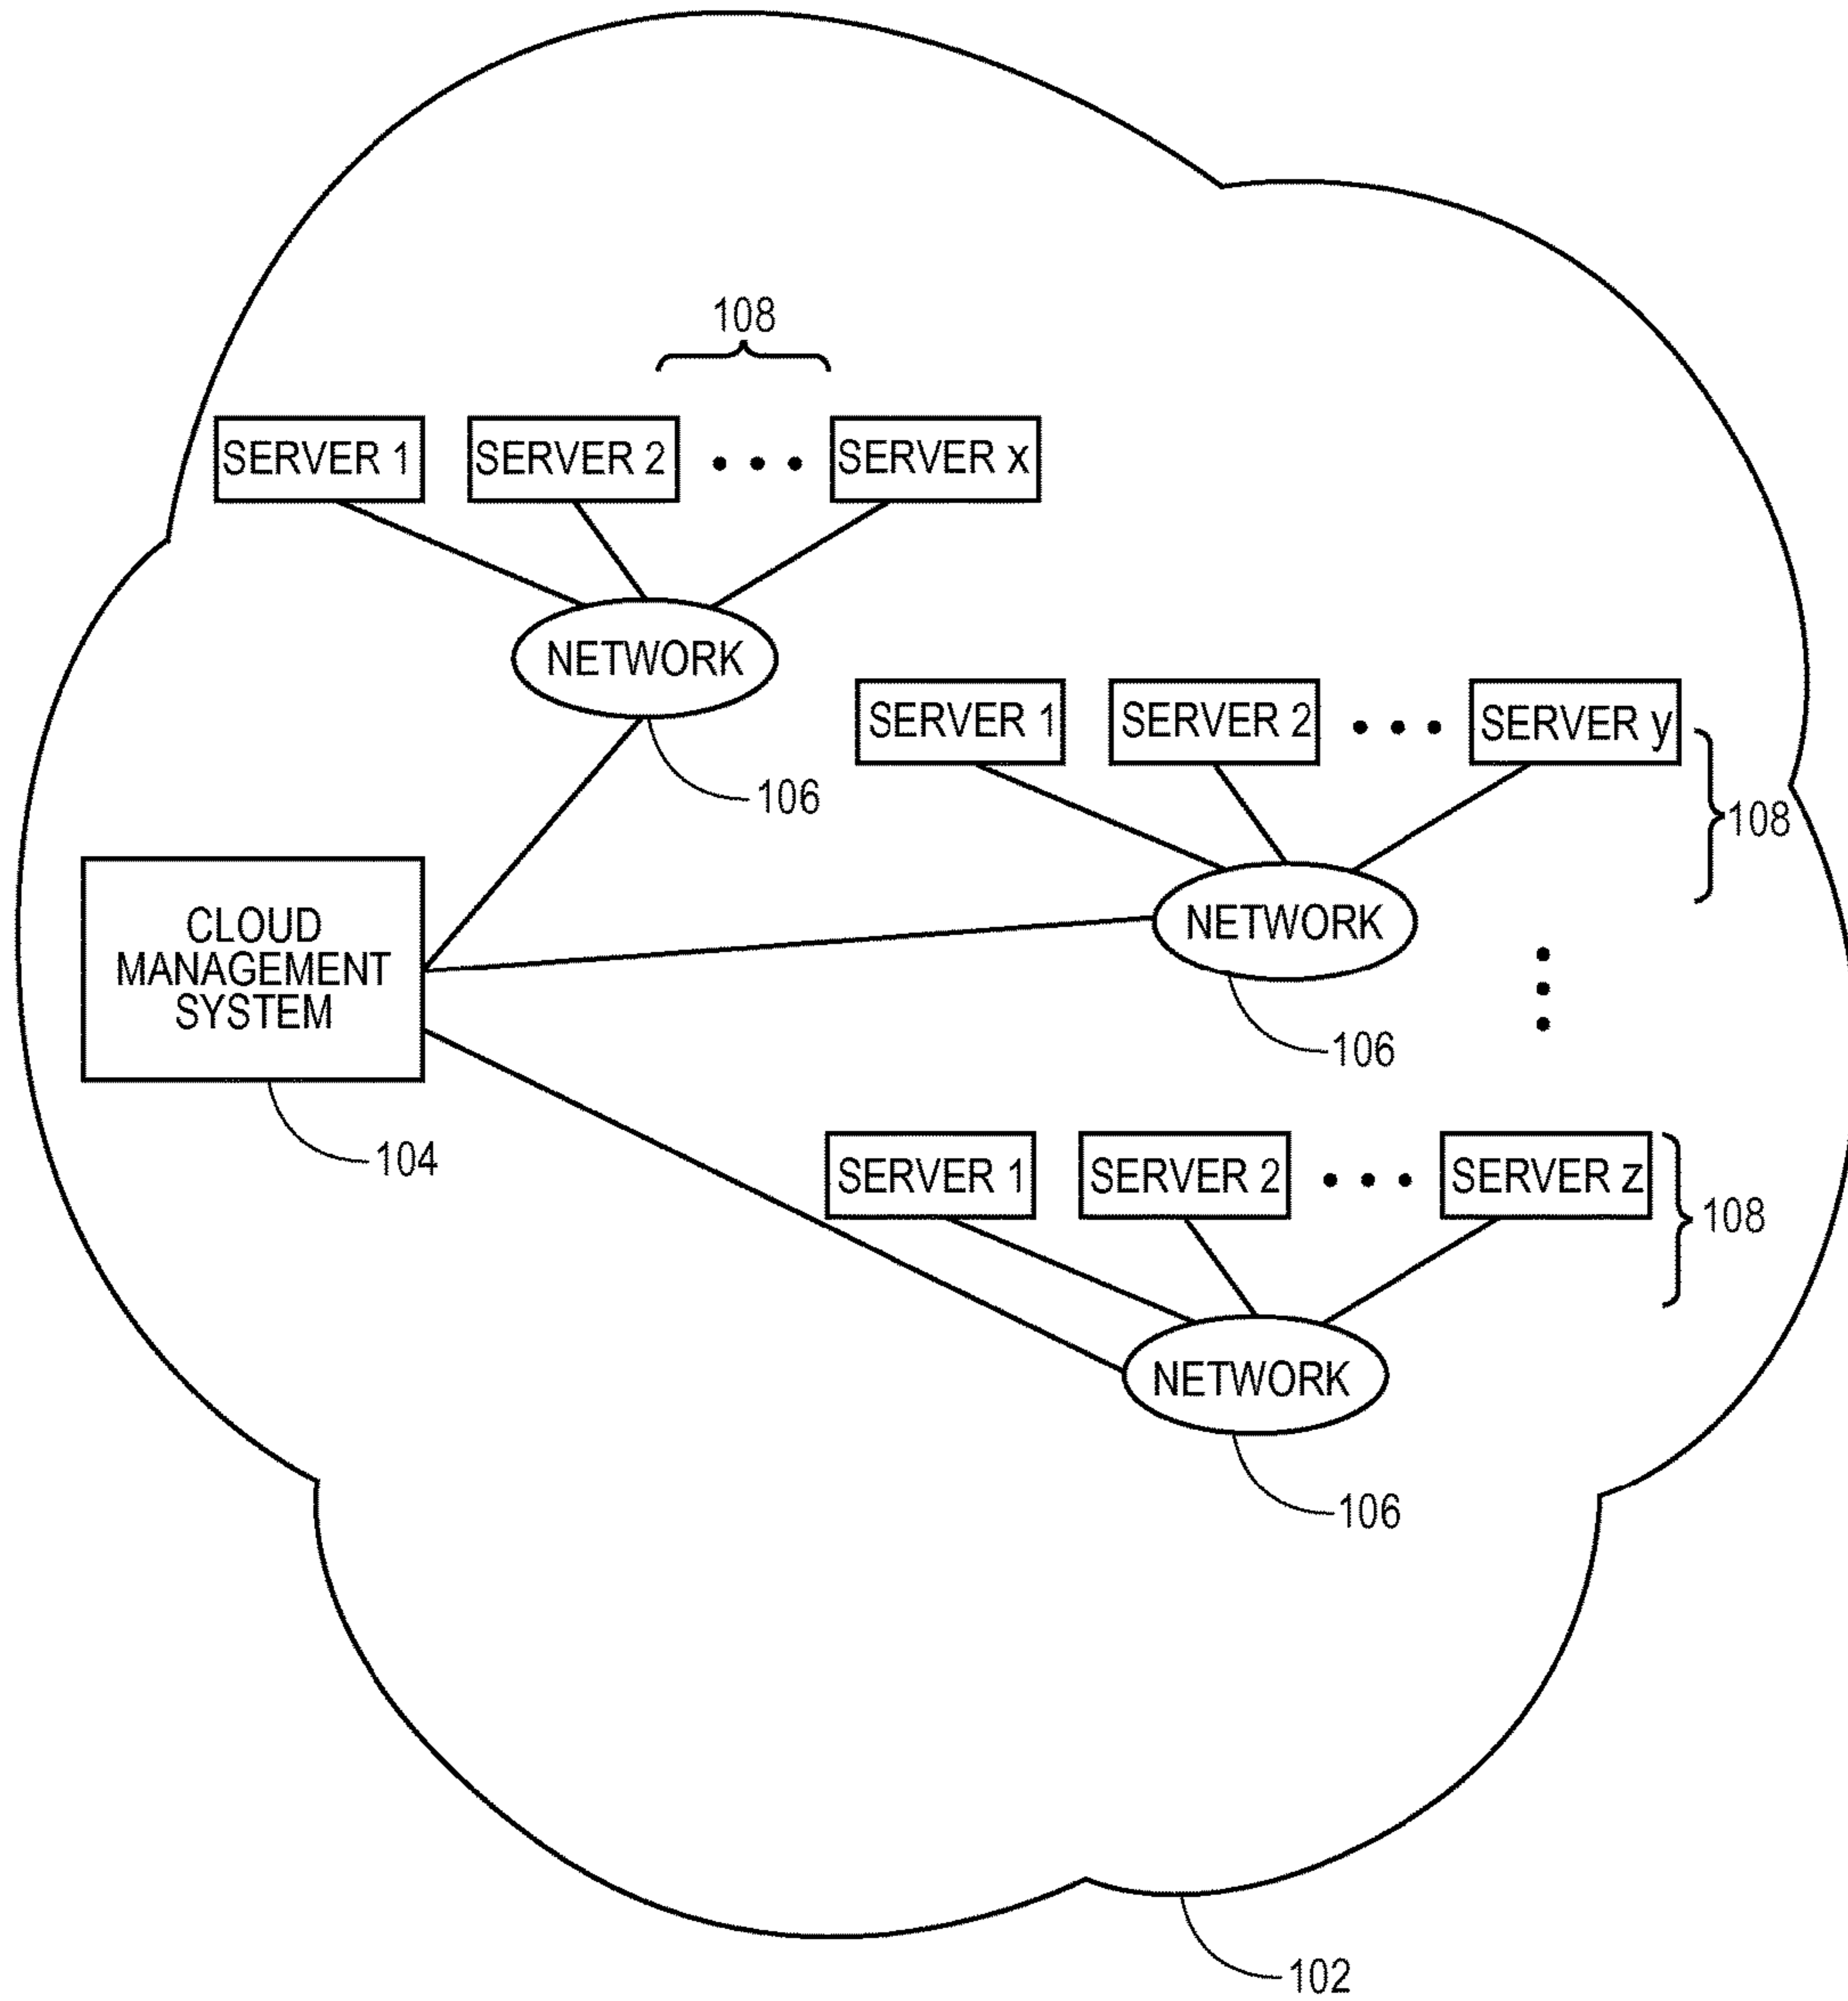 108
SERVER 1 SERVER 2 • • • SERVER x
NETWORK
106
SERVER 1 SERVER 2 • • • SERVER y
108
NETWORK
106
CLOUD
MANAGEMENT
SYSTEM
104
SERVER 1 SERVER 2 • • • SERVER z
108
NETWORK
106
102